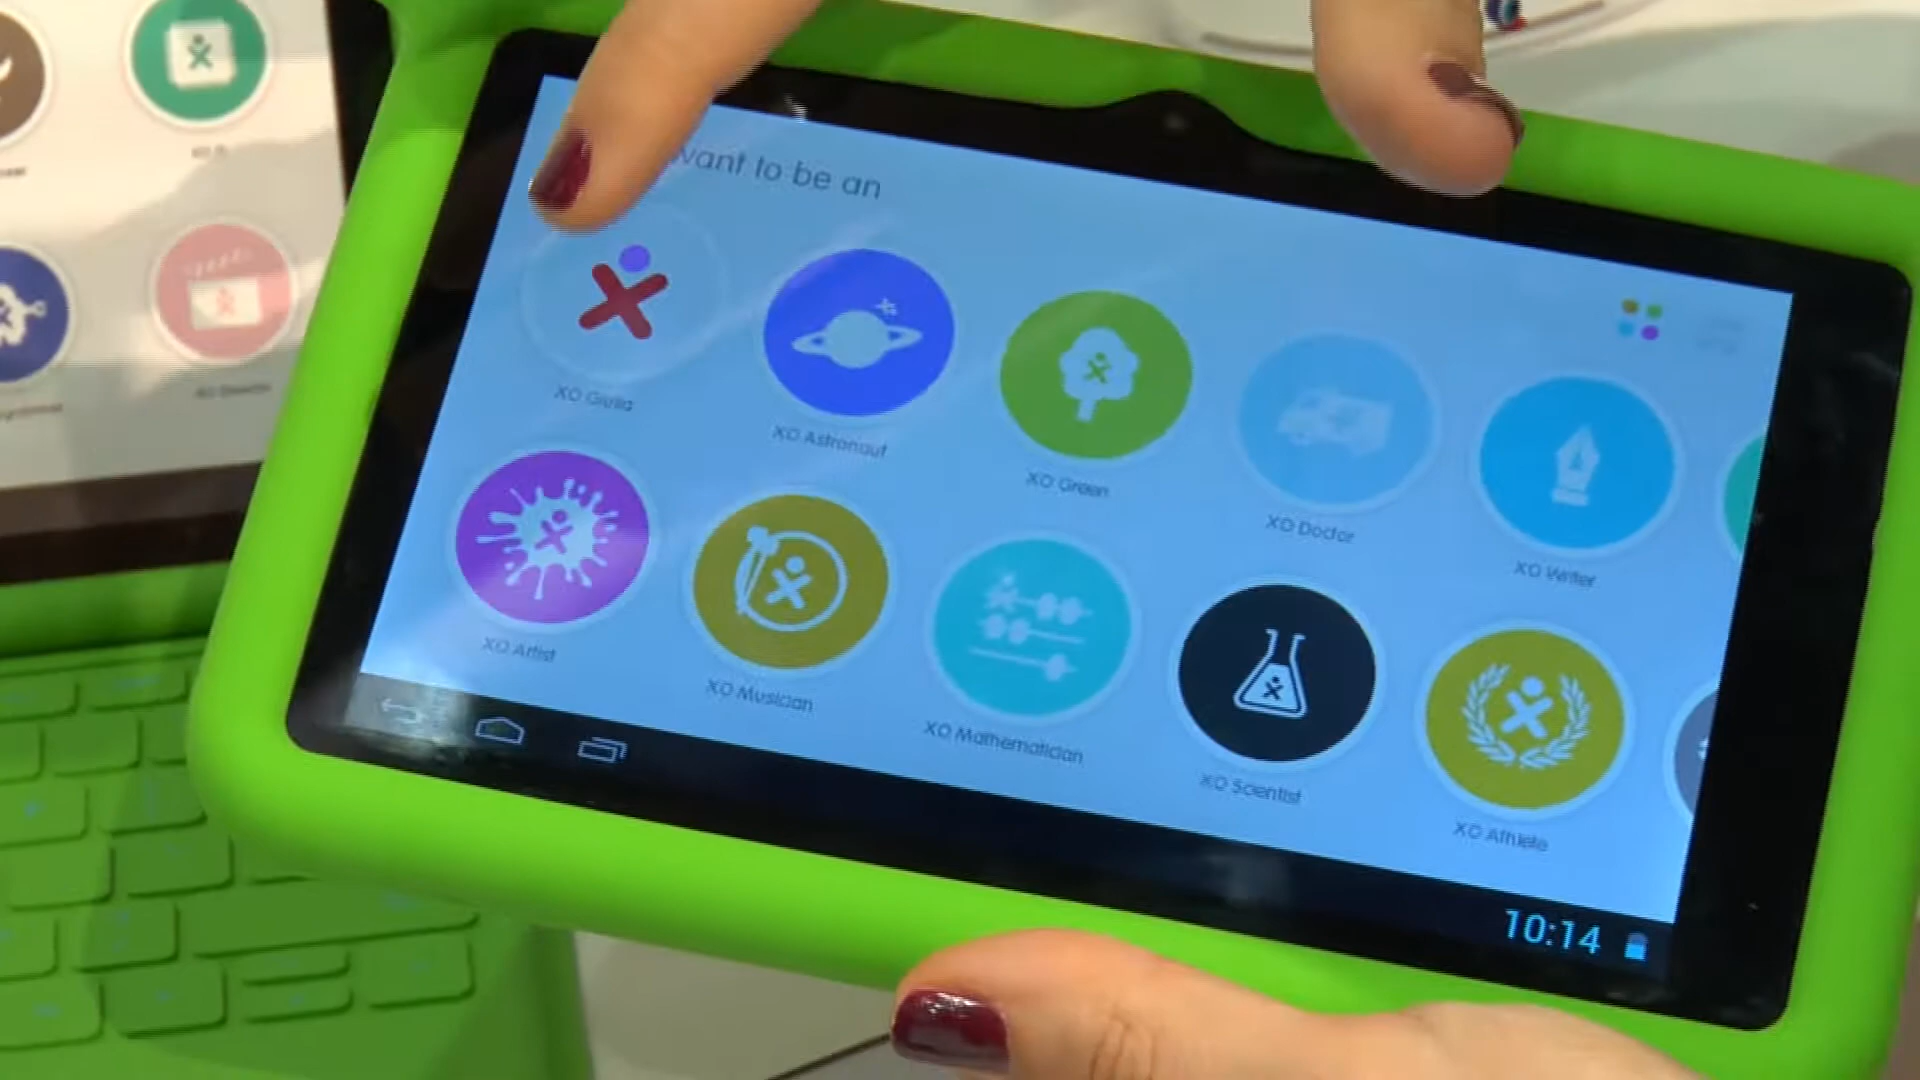 want to be an
XO Giulia
XO Astronaut
XO Green
XO Doctor
XO Writer
XO Artist
XO Musician
XO Mathematician
XO Scientist
XO Athlete
10:14